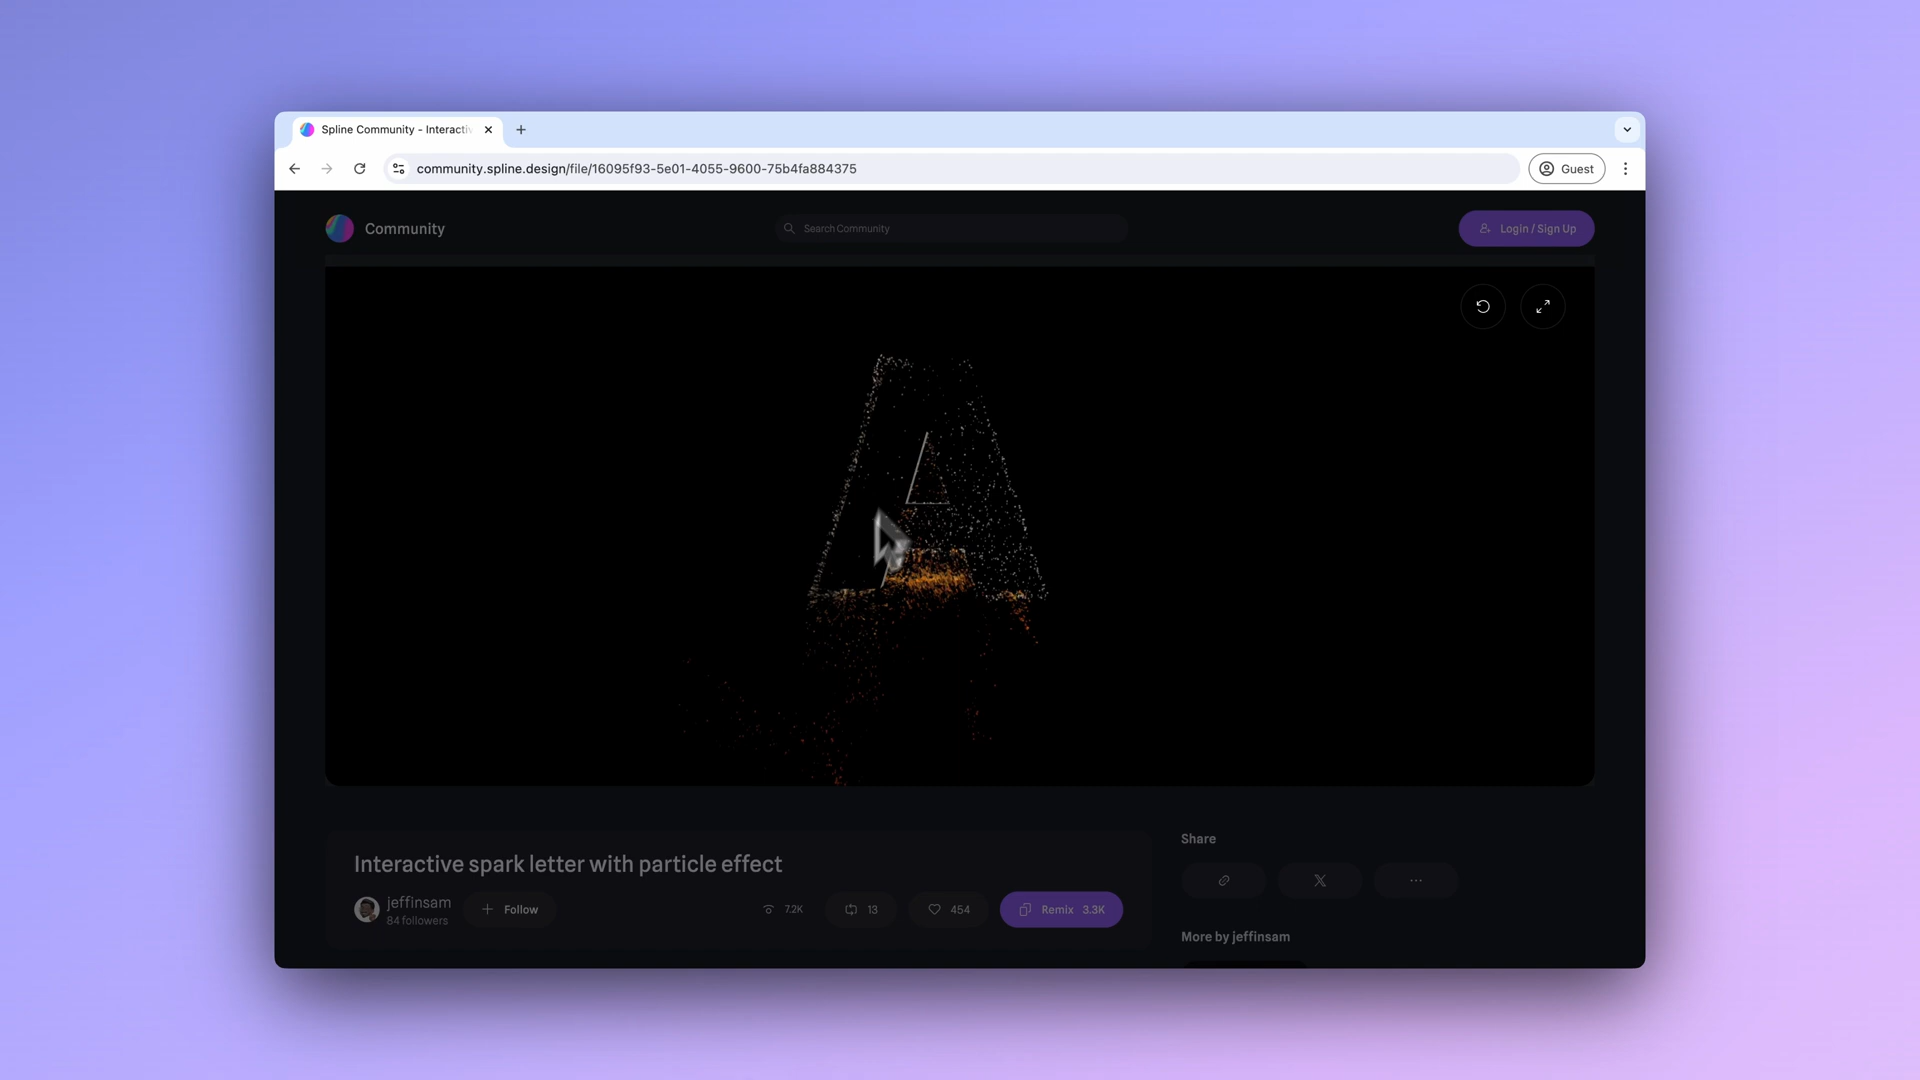 Spline Community - Interactiv
community.spline.design/file/16095f93-5e01-4055-9600-75b4fa884375
Guest
Community
Search Community
Login / Sign Up
A
Interactive spark letter with particle effect
jeffinsam
84 followers
Follow
7.2K
13
454
Remix 3.3K
Share
More by jeffinsam